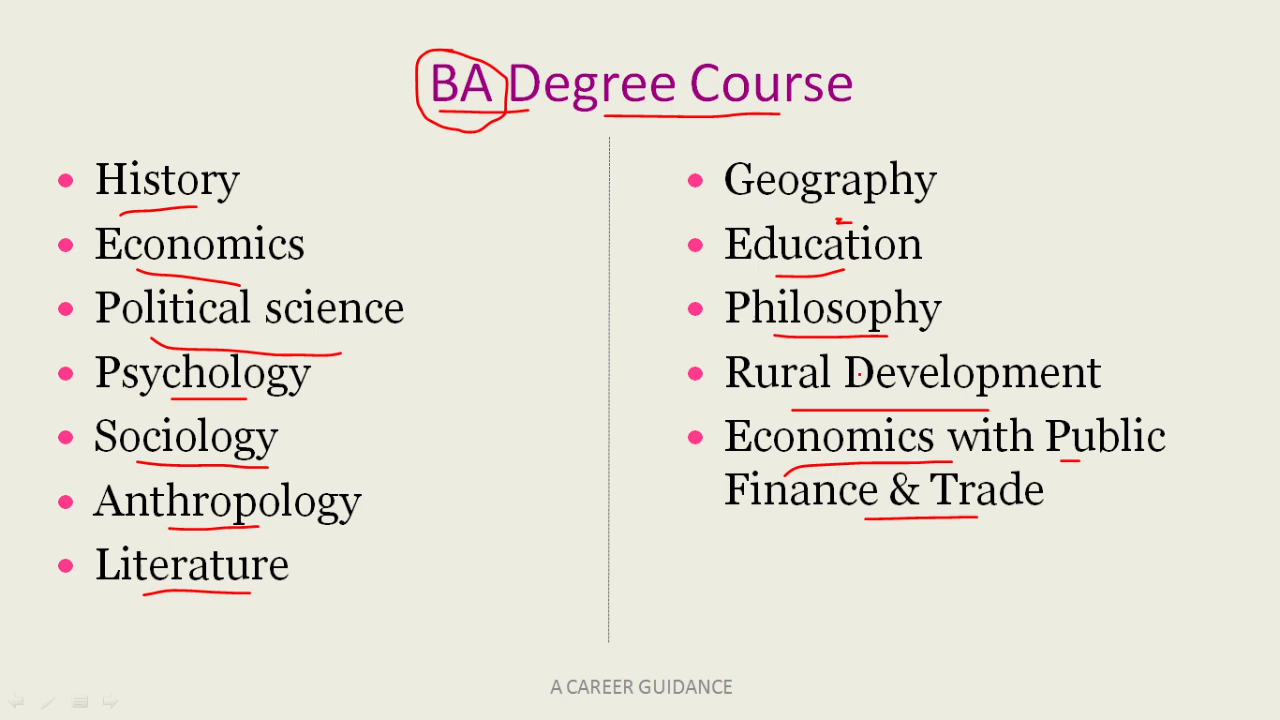 BA Degree Course
• History
• Economics
• Political science
• Psychology
• Sociology
• Anthropology
• Literature
• Geography
• Education
• Philosophy
• Rural Development
• Economics with Public
Finance & Trade
A CAREER GUIDANCE